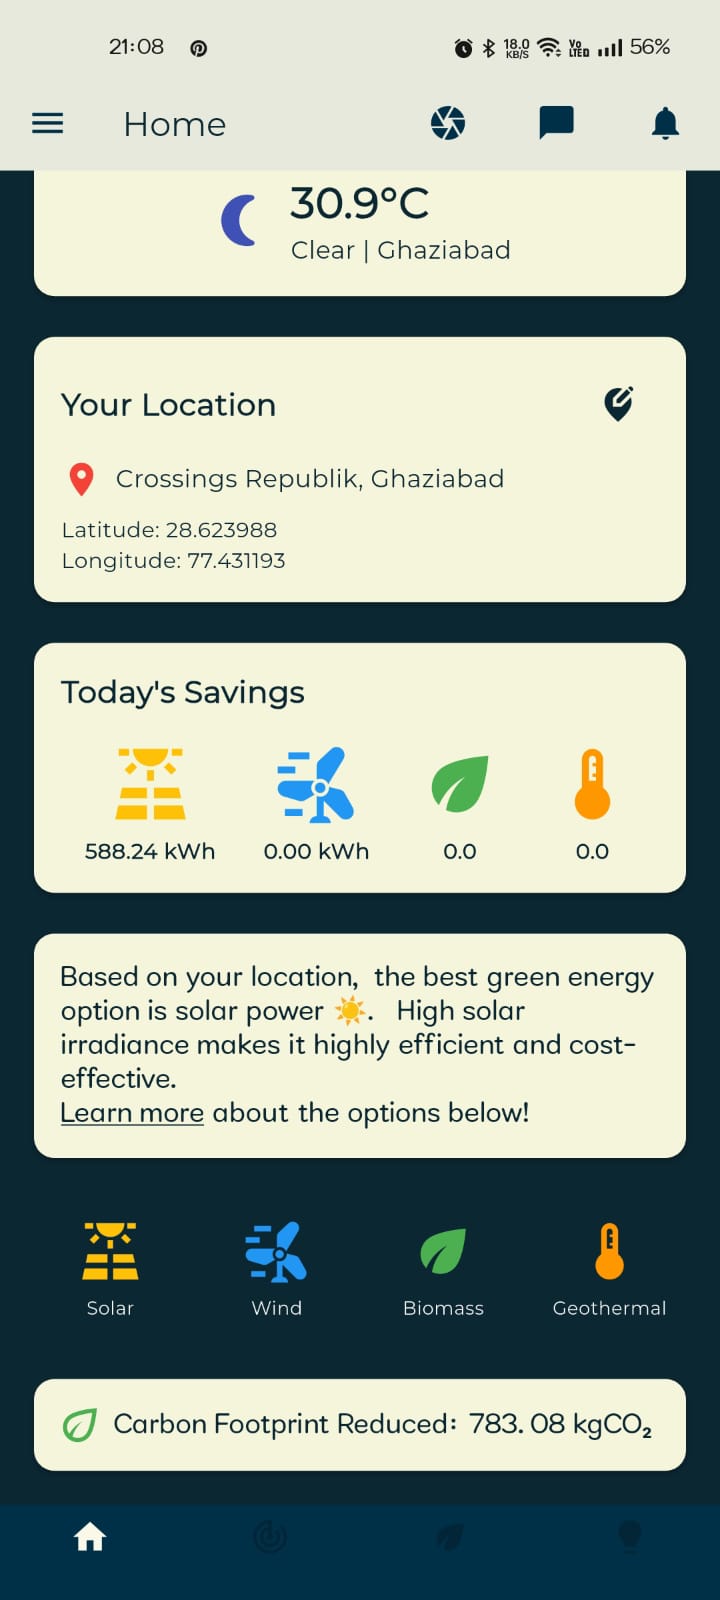 21:08
18.0 KB/S
Vo LTED
56%
Home
30.9°C
Clear | Ghaziabad
Your Location
Crossings Republik, Ghaziabad
Latitude: 28.623988
Longitude: 77.431193
Today's Savings
588.24 kWh 0.00 kWh 0.0 0.0
Based on your location, the best green energy
option is solar power ☀️. High solar
irradiance makes it highly efficient and cost-
effective.
Learn more about the options below!
Solar Wind Biomass Geothermal
Carbon Footprint Reduced: 783. 08 kgCO₂